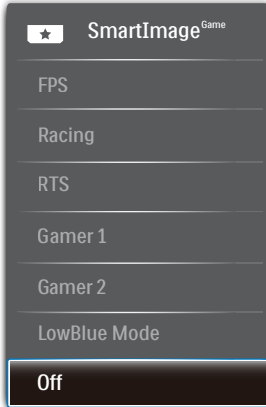 SmartImage Game
FPS
Racing
RTS
Gamer 1
Gamer 2
LowBlue Mode
Off